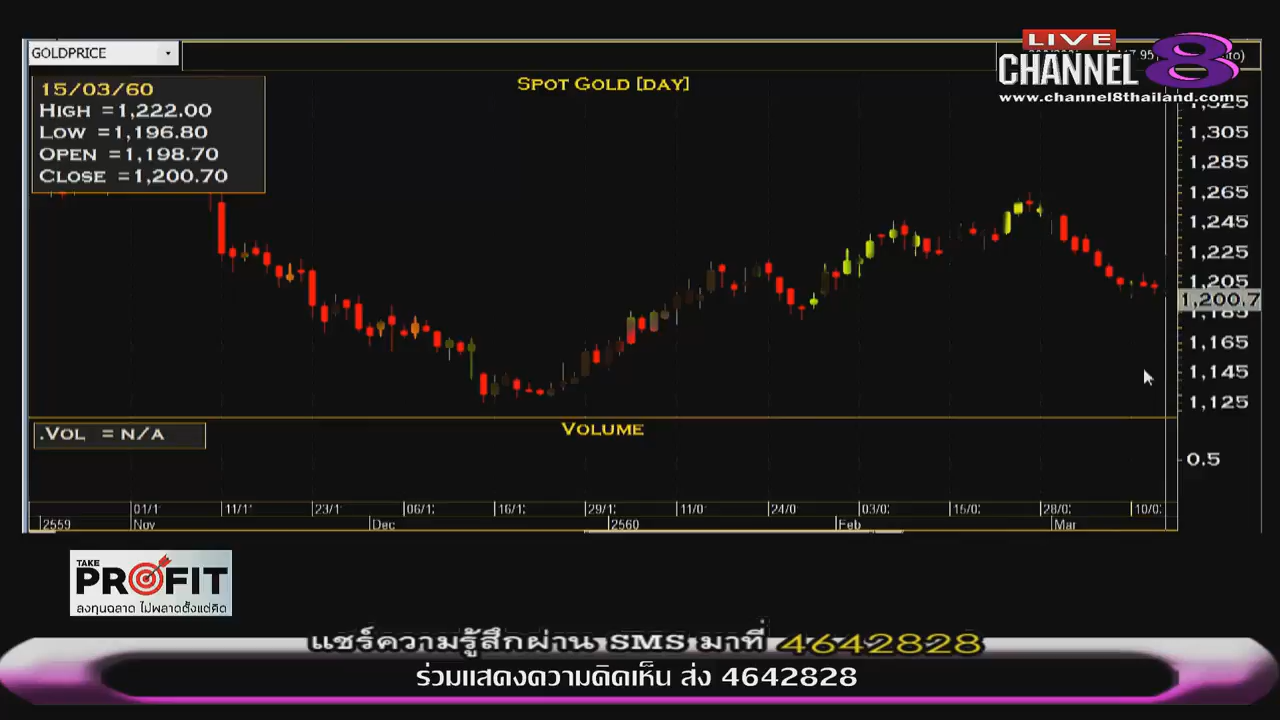 GOLDPRICE
LIVE
CHANNEL 8
www.channel8thailand.com
SPOT GOLD [DAY]
15/03/60
HIGH =1,222.00
LOW =1,196.80
OPEN =1,198.70
CLOSE =1,200.70
1,325
1,305
1,285
1,265
1,245
1,225
1,205
1,200.7
1,185
1,165
1,145
1,125
.VOL = N/A
VOLUME
0.5
01/1 11/1 23/1 06/1 16/1 29/1 11/0 24/0 03/0 15/0 28/0 10/0
2559 Nov Dec 2560 Feb Mar
TAKE
PROFIT
ลงทุนฉลาด ไม่พลาดตั้งแต่คิด
แชร์ความรู้สึกผ่าน SMS มาที่ 4642828
ร่วมแสดงความคิดเห็น ส่ง 4642828